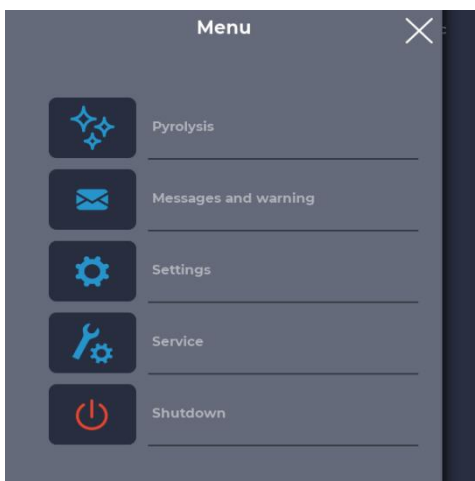 Menu
Pyrolysis
Messages and warning
Settings
Service
Shutdown